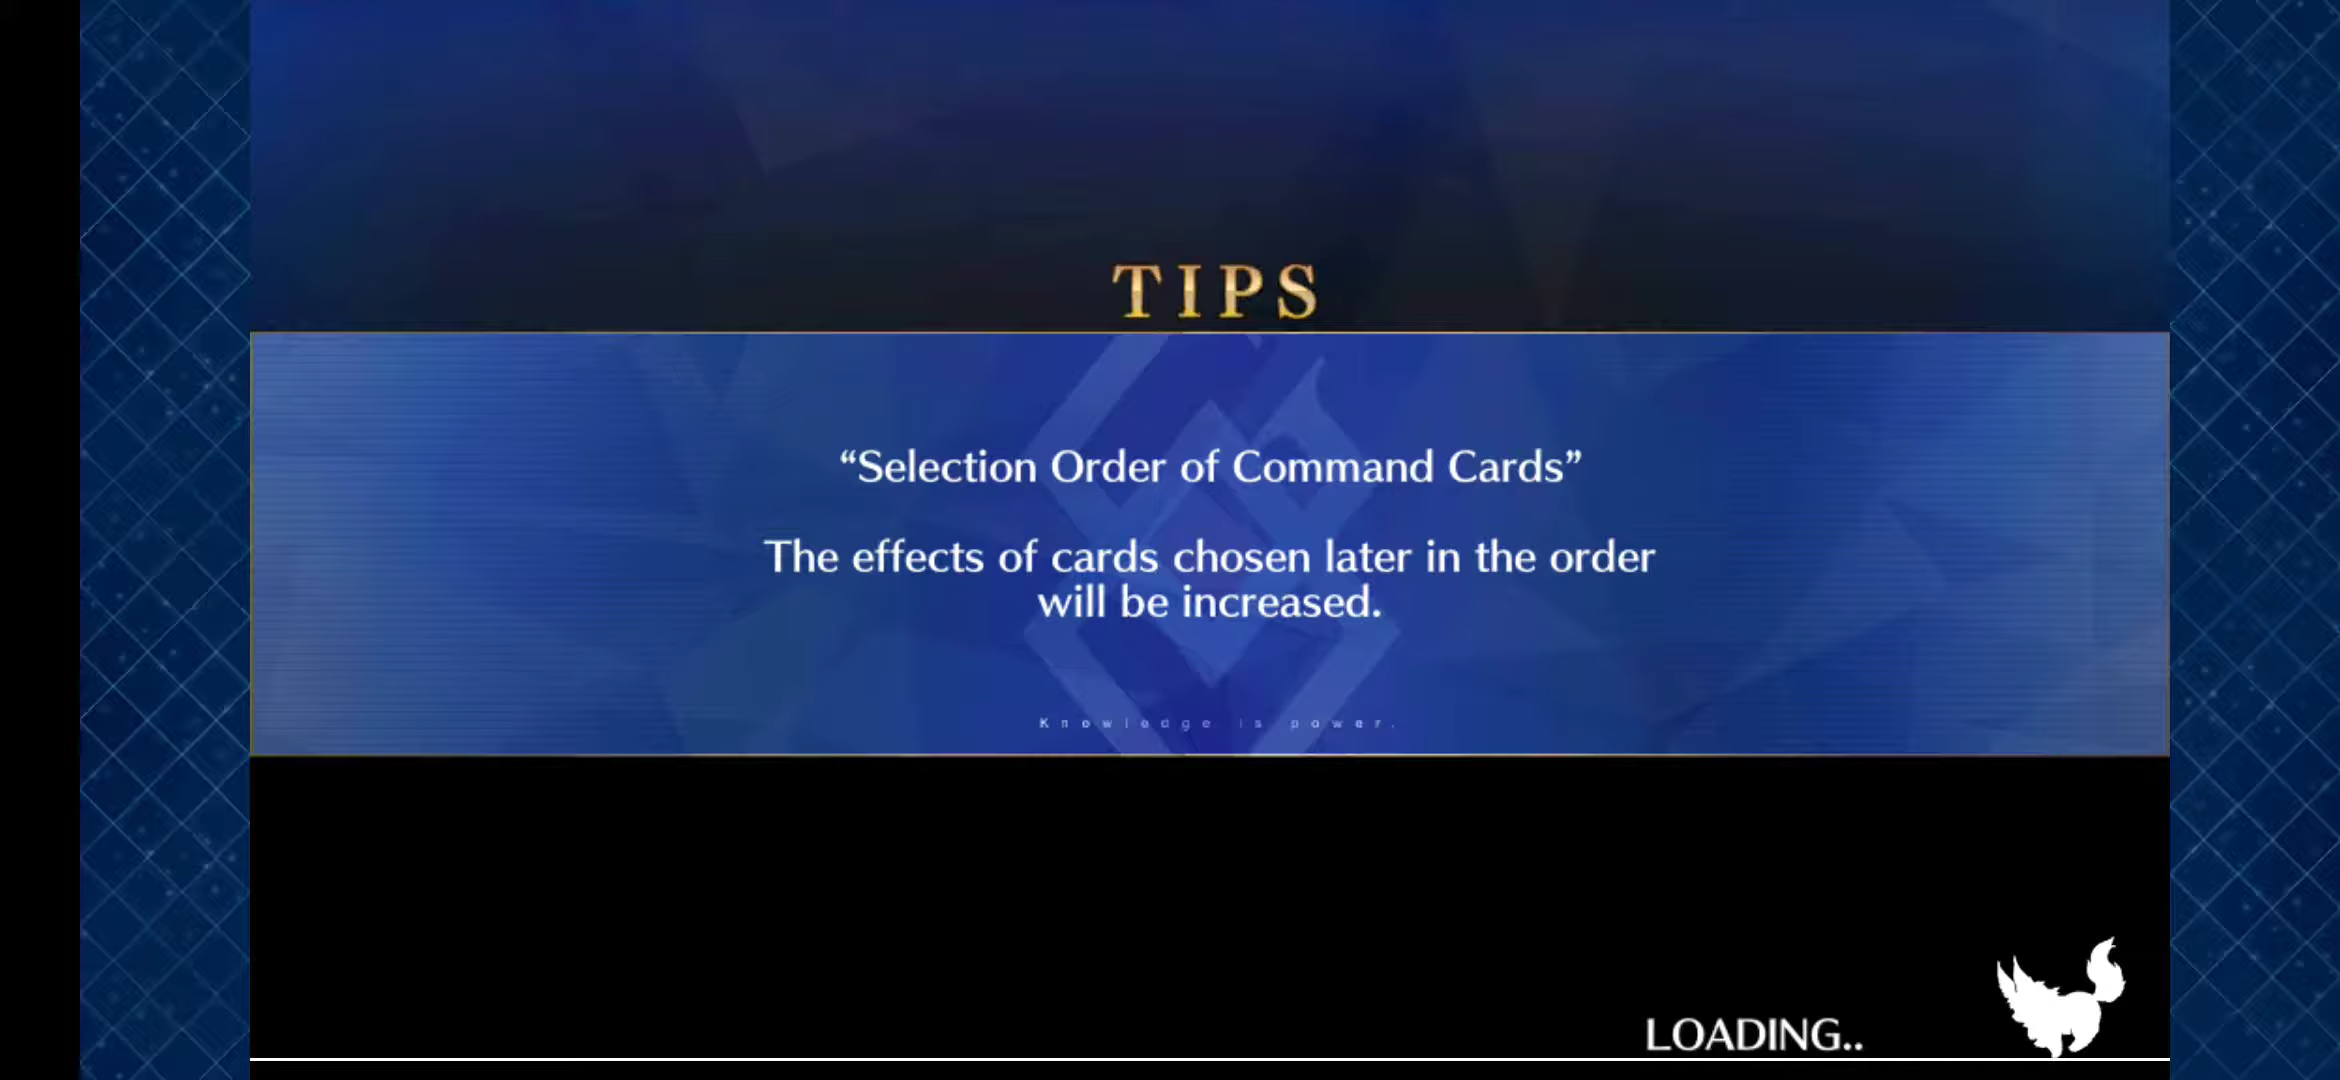 TIPS
“Selection Order of Command Cards”
The effects of cards chosen later in the order
will be increased.
Knowledge is power.
LOADING..